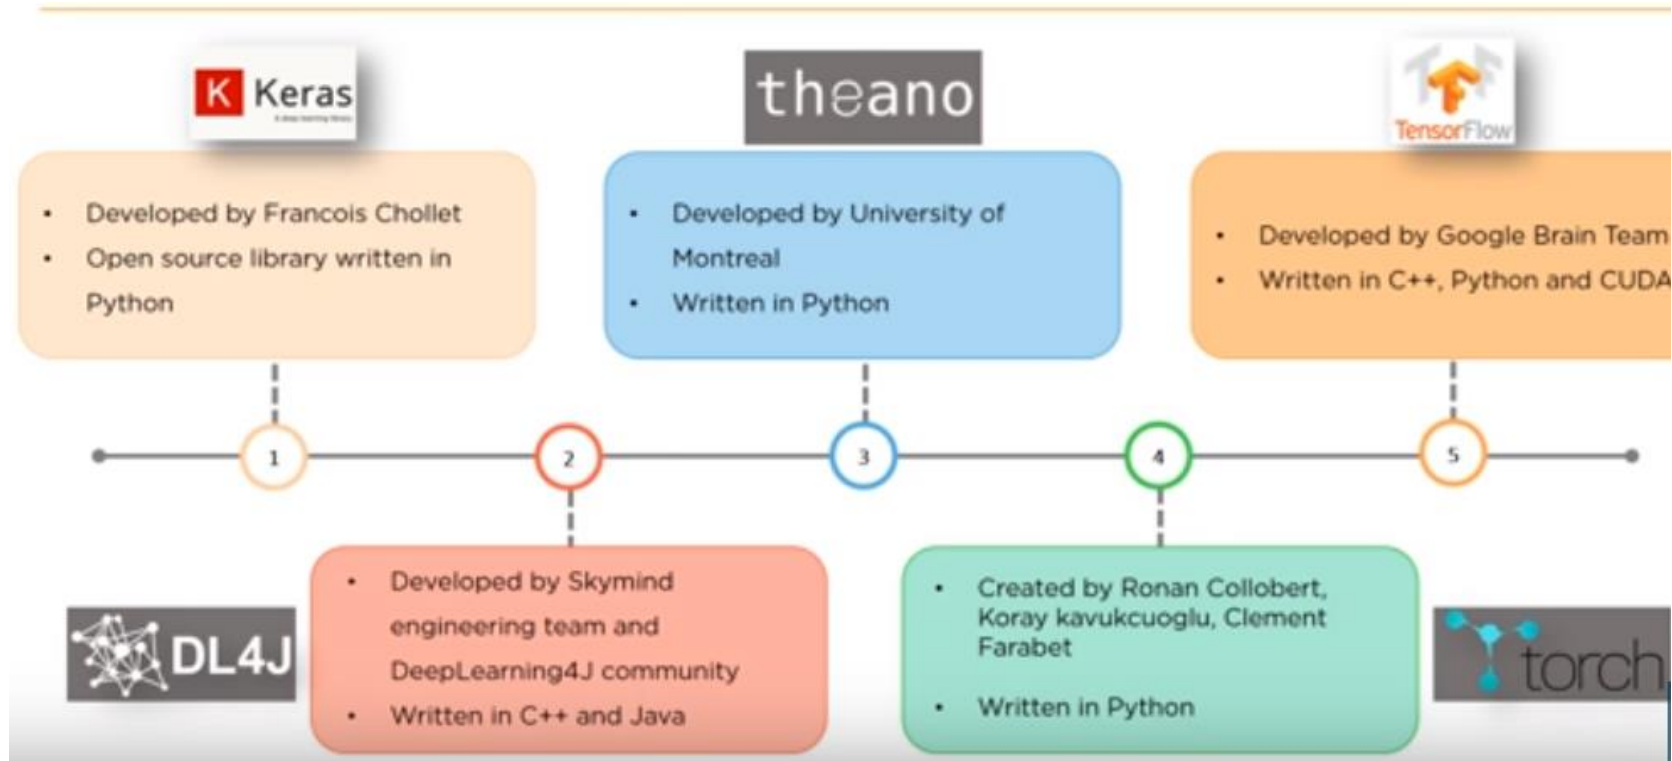 K Keras
theano
TensorFlow
• Developed by Francois Chollet
• Open source library written in
Python
• Developed by University of
Montreal
• Written in Python
• Developed by Google Brain Team
• Written in C++, Python and CUDA
1
2
3
4
5
DL4J
• Developed by Skymind
engineering team and
DeepLearning4J community
• Written in C++ and Java
• Created by Ronan Collobert,
Koray kavukcuoglu, Clement
Farabet
• Written in Python
torch